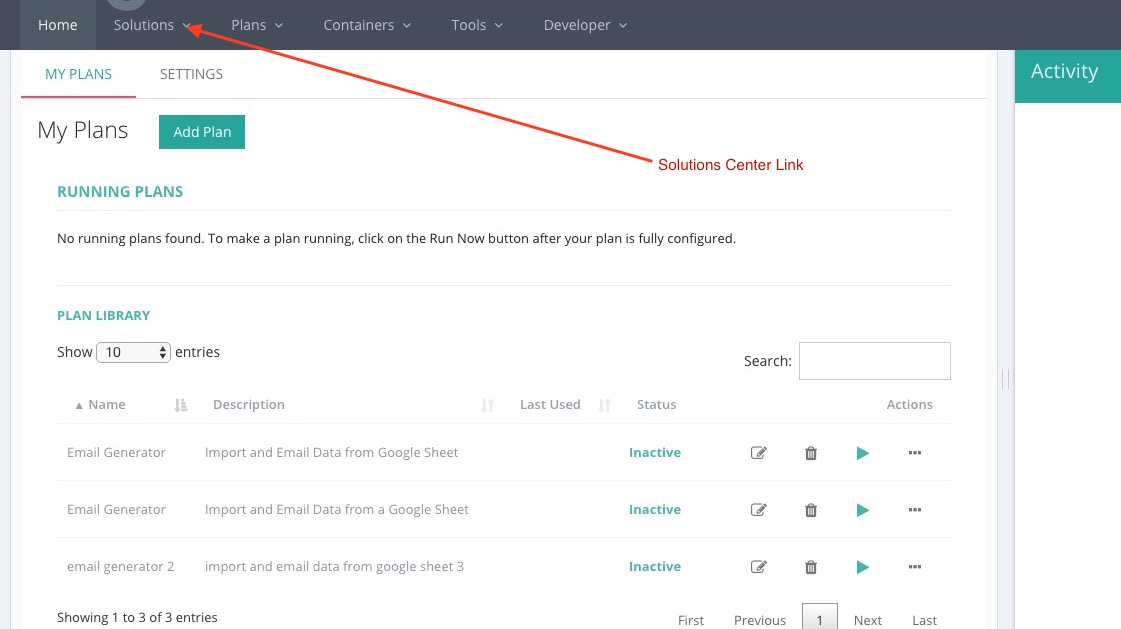 Home Solutions Plans Containers Tools Developer
MY PLANS SETTINGS
Activity
My Plans Add Plan
Solutions Center Link
RUNNING PLANS
No running plans found. To make a plan running, click on the Run Now button after your plan is fully configured.
PLAN LIBRARY
Show 10 entries
Search:
Name Description Last Used Status Actions
Email Generator Import and Email Data from Google Sheet Inactive
Email Generator Import and Email Data from a Google Sheet Inactive
email generator 2 import and email data from google sheet 3 Inactive
Showing 1 to 3 of 3 entries
First Previous 1 Next Last